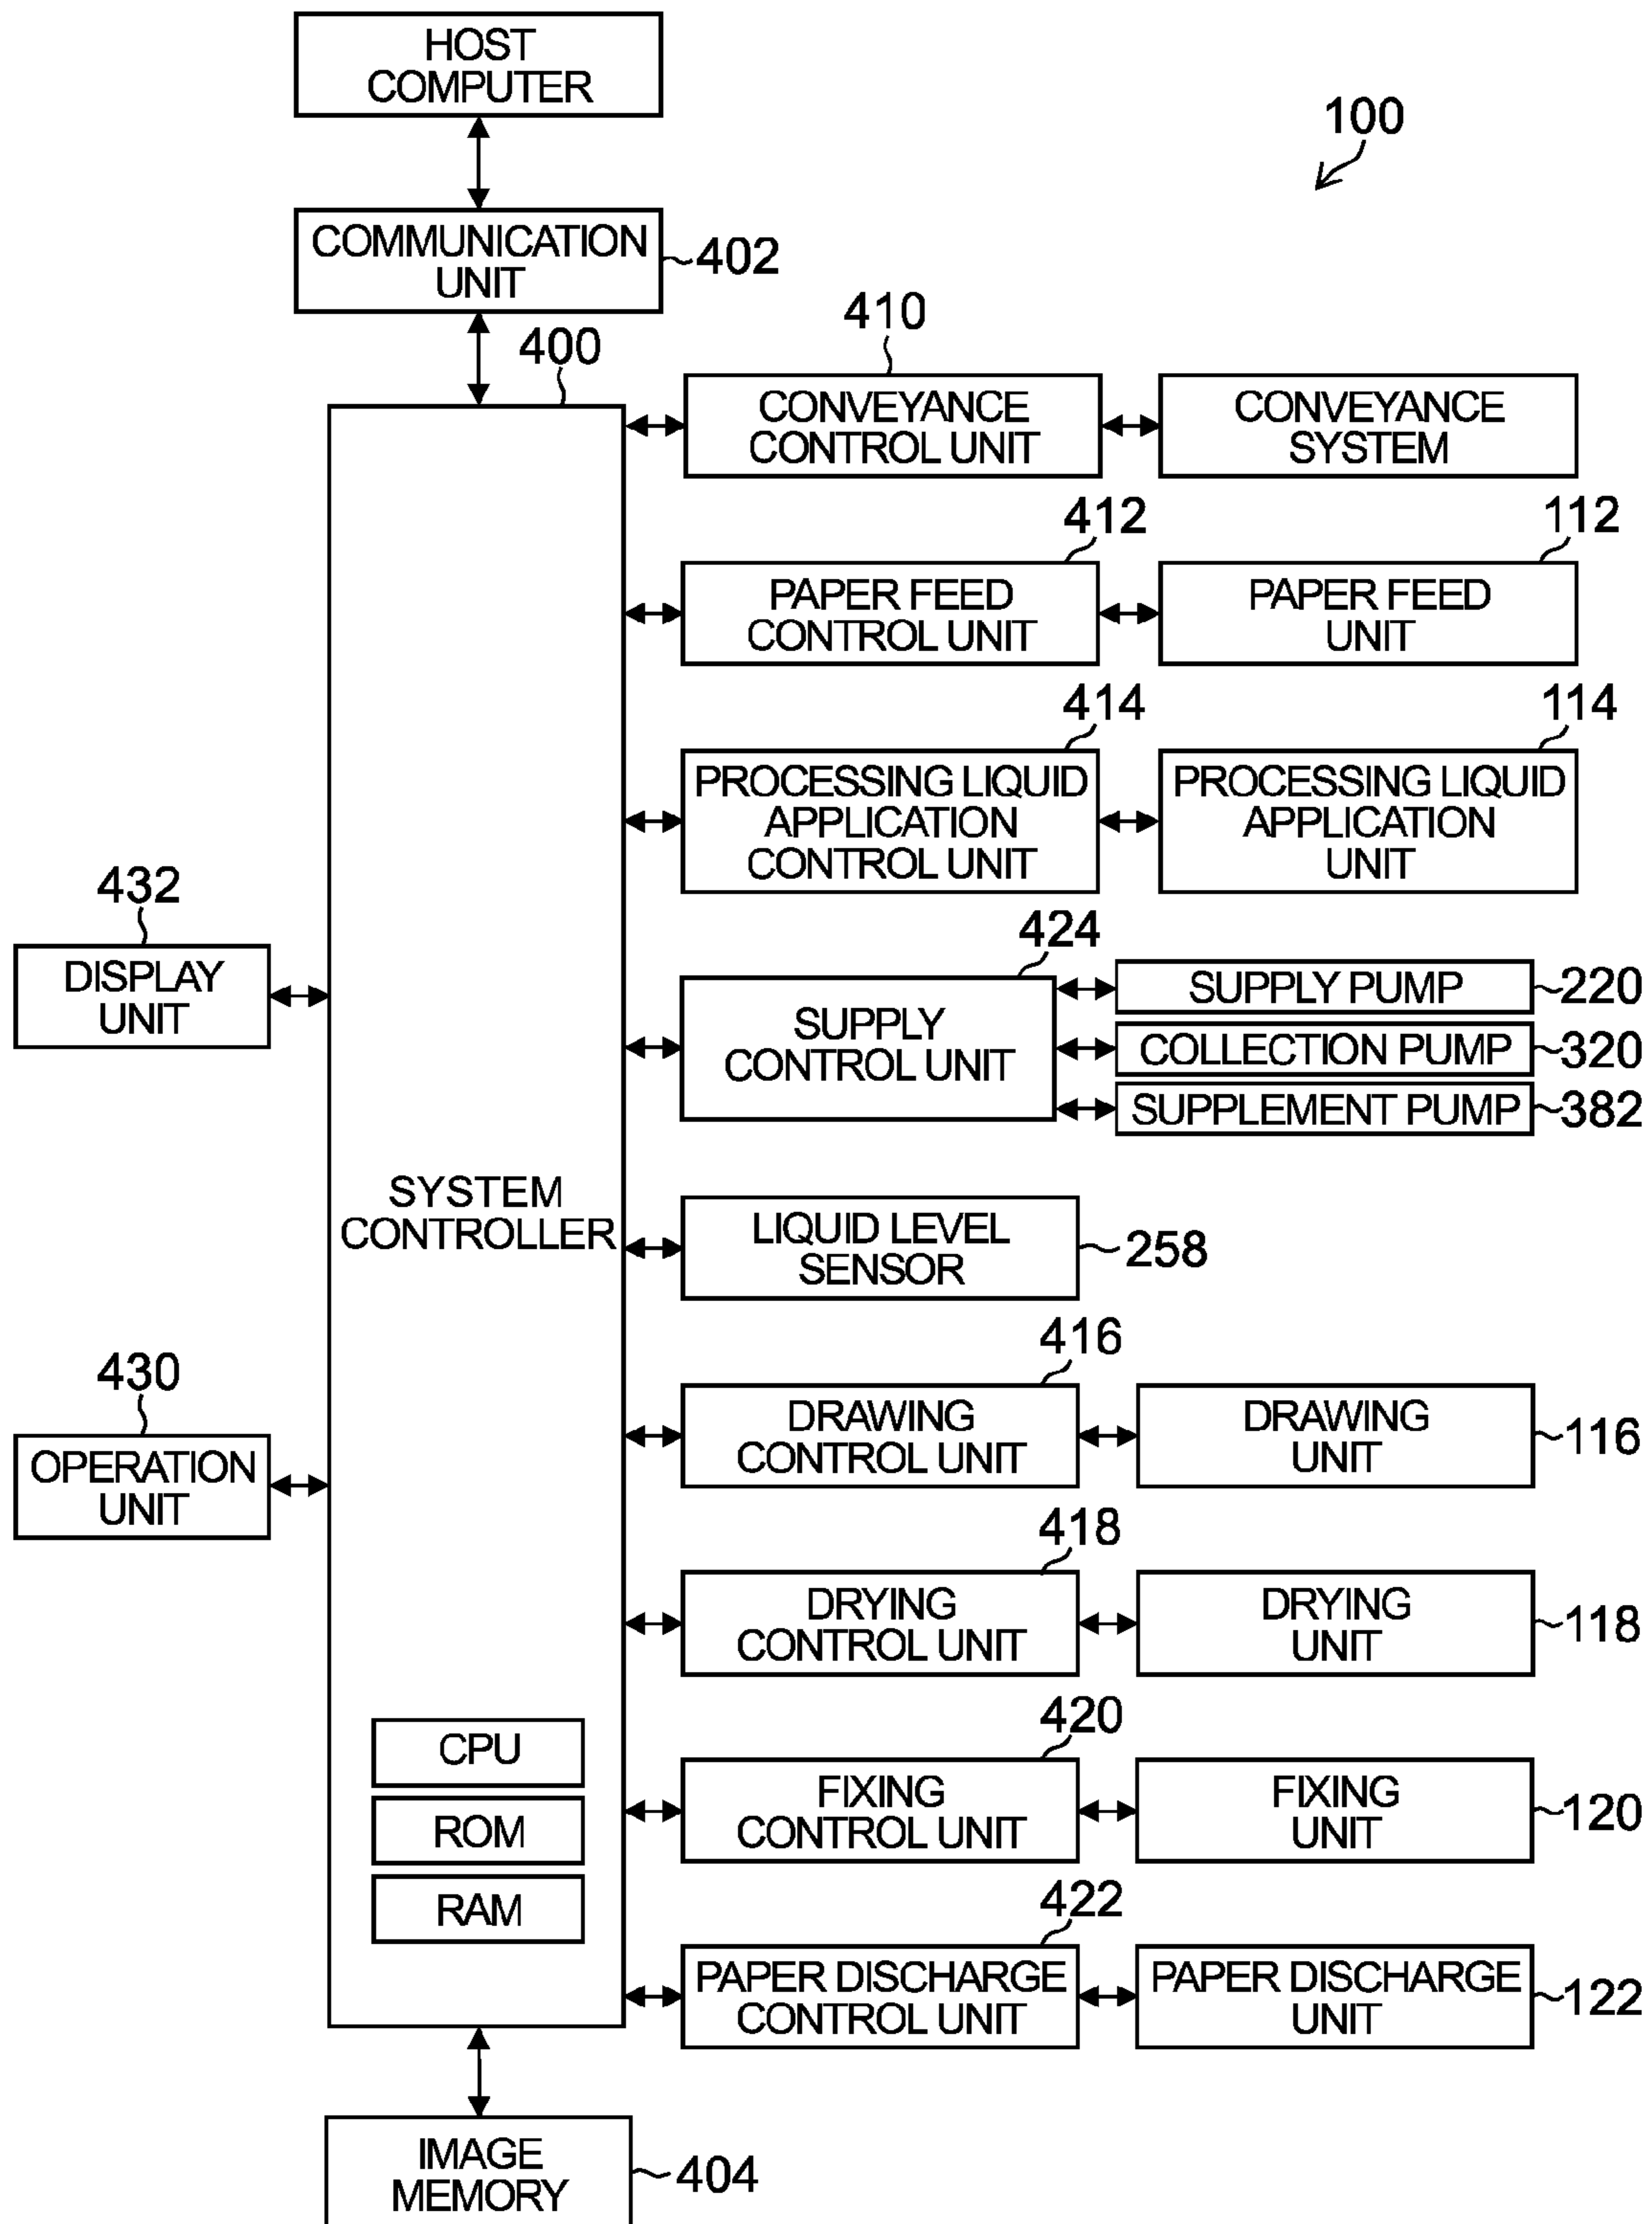 HOST
COMPUTER
100
COMMUNICATION
UNIT
402
400
410
CONVEYANCE
CONTROL UNIT
CONVEYANCE
SYSTEM
412
PAPER FEED
CONTROL UNIT
112
PAPER FEED
UNIT
414
PROCESSING LIQUID
APPLICATION
CONTROL UNIT
114
PROCESSING LIQUID
APPLICATION
UNIT
432
DISPLAY
UNIT
424
SUPPLY
CONTROL UNIT
SUPPLY PUMP
220
COLLECTION PUMP
320
SUPPLEMENT PUMP
382
SYSTEM
CONTROLLER
LIQUID LEVEL
SENSOR
258
430
OPERATION
UNIT
416
DRAWING
CONTROL UNIT
DRAWING
UNIT
116
418
DRYING
CONTROL UNIT
DRYING
UNIT
118
CPU
ROM
RAM
420
FIXING
CONTROL UNIT
FIXING
UNIT
120
422
PAPER DISCHARGE
CONTROL UNIT
PAPER DISCHARGE
UNIT
122
IMAGE
MEMORY
404